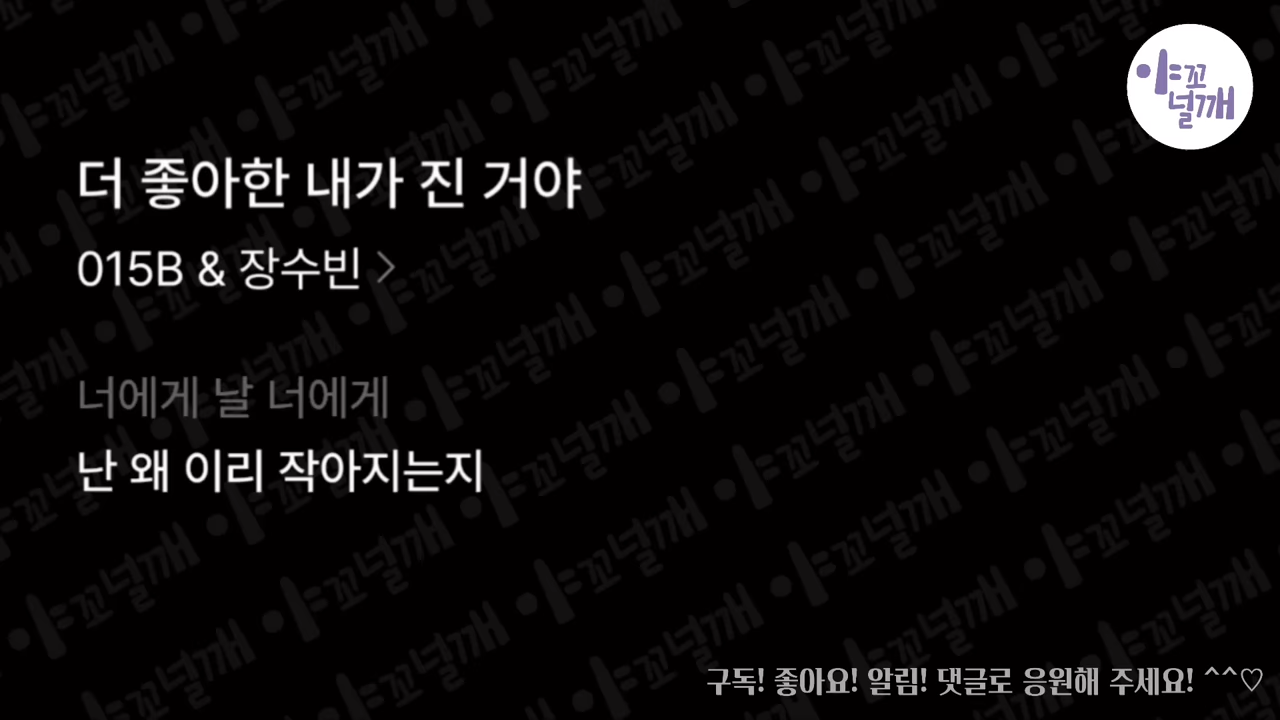 야꼬
널깨
더 좋아한 내가 진 거야
015B & 장수빈 >
너에게 날 너에게
난 왜 이리 작아지는지
구독! 좋아요! 알림! 댓글로 응원해 주세요! ^^♡